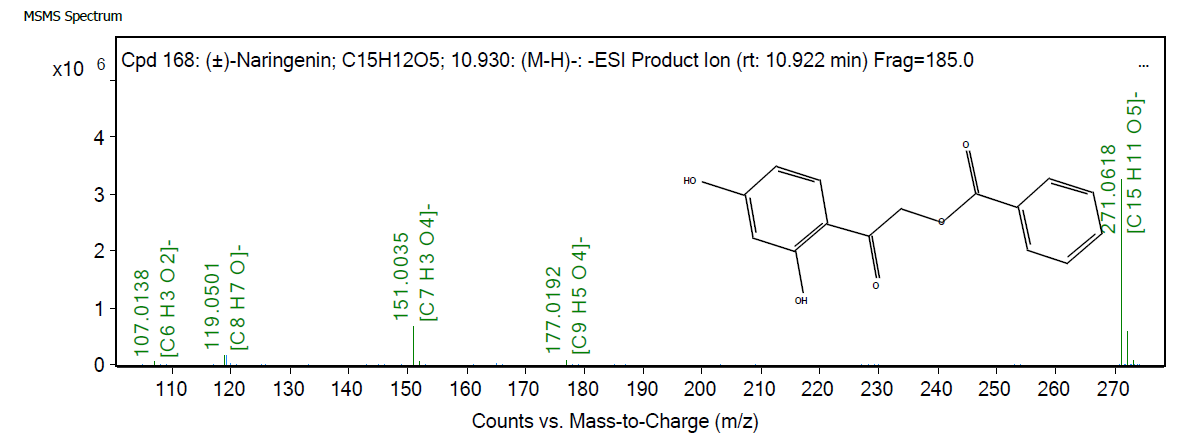 MSMS Spectrum
x10 6
Cpd 168: (±)-Naringenin; C15H12O5; 10.930: (M-H)-: -ESI Product Ion (rt: 10.922 min) Frag=185.0 ...
4
3
2
1
0
107.0138
[C6 H3 O2]-
119.0501
[C8 H7 O]-
151.0035
[C7 H3 O4]-
177.0192
[C9 H5 O4]-
271.0618
[C15 H11 O5]-
HO
OH
O
O
O
110 120 130 140 150 160 170 180 190 200 210 220 230 240 250 260 270
Counts vs. Mass-to-Charge (m/z)